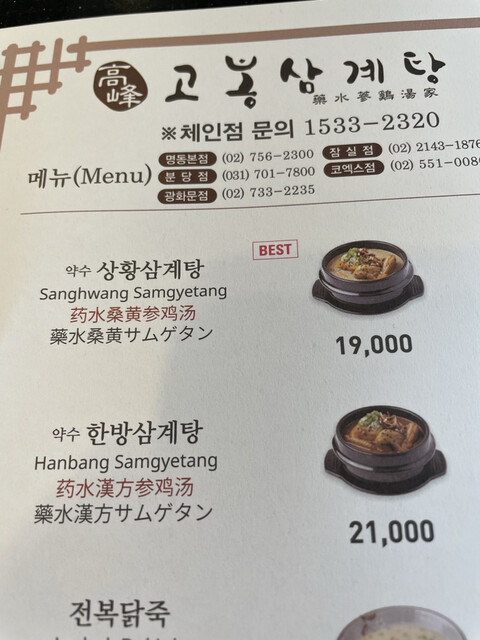 高峰 고봉삼계탕
藥水蔘鷄湯家
※체인점 문의 1533-2320
메뉴(Menu)
명동본점 (02) 756-2300 잠실점 (02) 2143-1876
분당점 (031) 701-7800 코엑스점 (02) 551-008
광화문점 (02) 733-2235
BEST
약수 상황삼계탕
Sanghwang Samgyetang
药水桑黄参鸡汤
藥水桑黄サムゲタン
19,000
약수 한방삼계탕
Hanbang Samgyetang
药水漢方参鸡汤
藥水漢方サムゲタン
21,000
전복닭죽